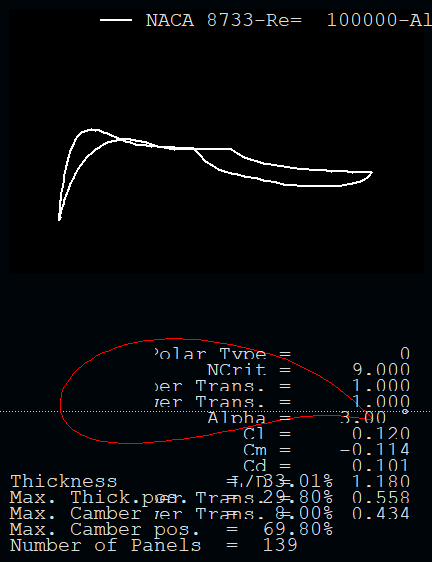 NACA 8733-Re= 100000-Al
Polar Type = 0
NCrit = 9.000
per Trans. = 1.000
wer Trans. = 1.000
Alpha = 3.00 °
Cl = 0.120
Cm = -0.114
Cd = 0.101
L/D = 1.180
Thickness = 33.01%
Max. Thick.pos. = 29.80%
per Trans. = 0.558
Max. Camber = 8.00%
wer Trans. = 0.434
Max. Camber pos. = 69.80%
Number of Panels = 139